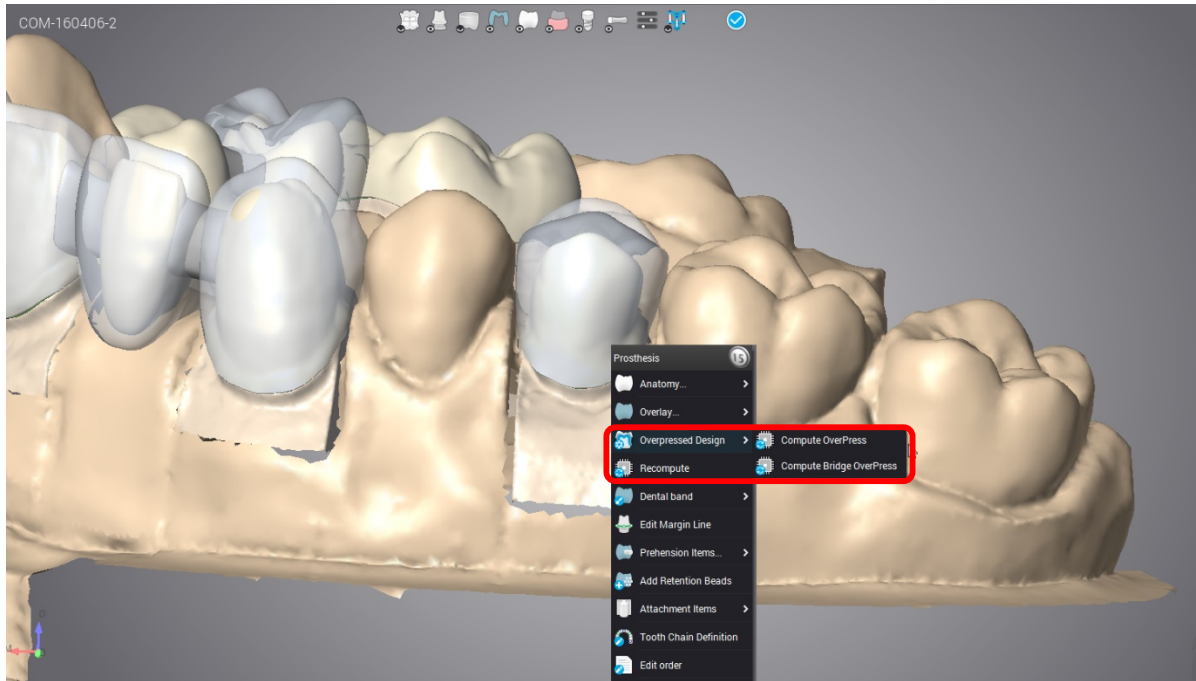 COM-160406-2
Prosthesis 15
Anatomy...
Overlay...
Overpressed Design
Compute OverPress
Recompute
Compute Bridge OverPress
Dental band
Edit Margin Line
Prehension Items...
Add Retention Beads
Attachment Items
Tooth Chain Definition
Edit order